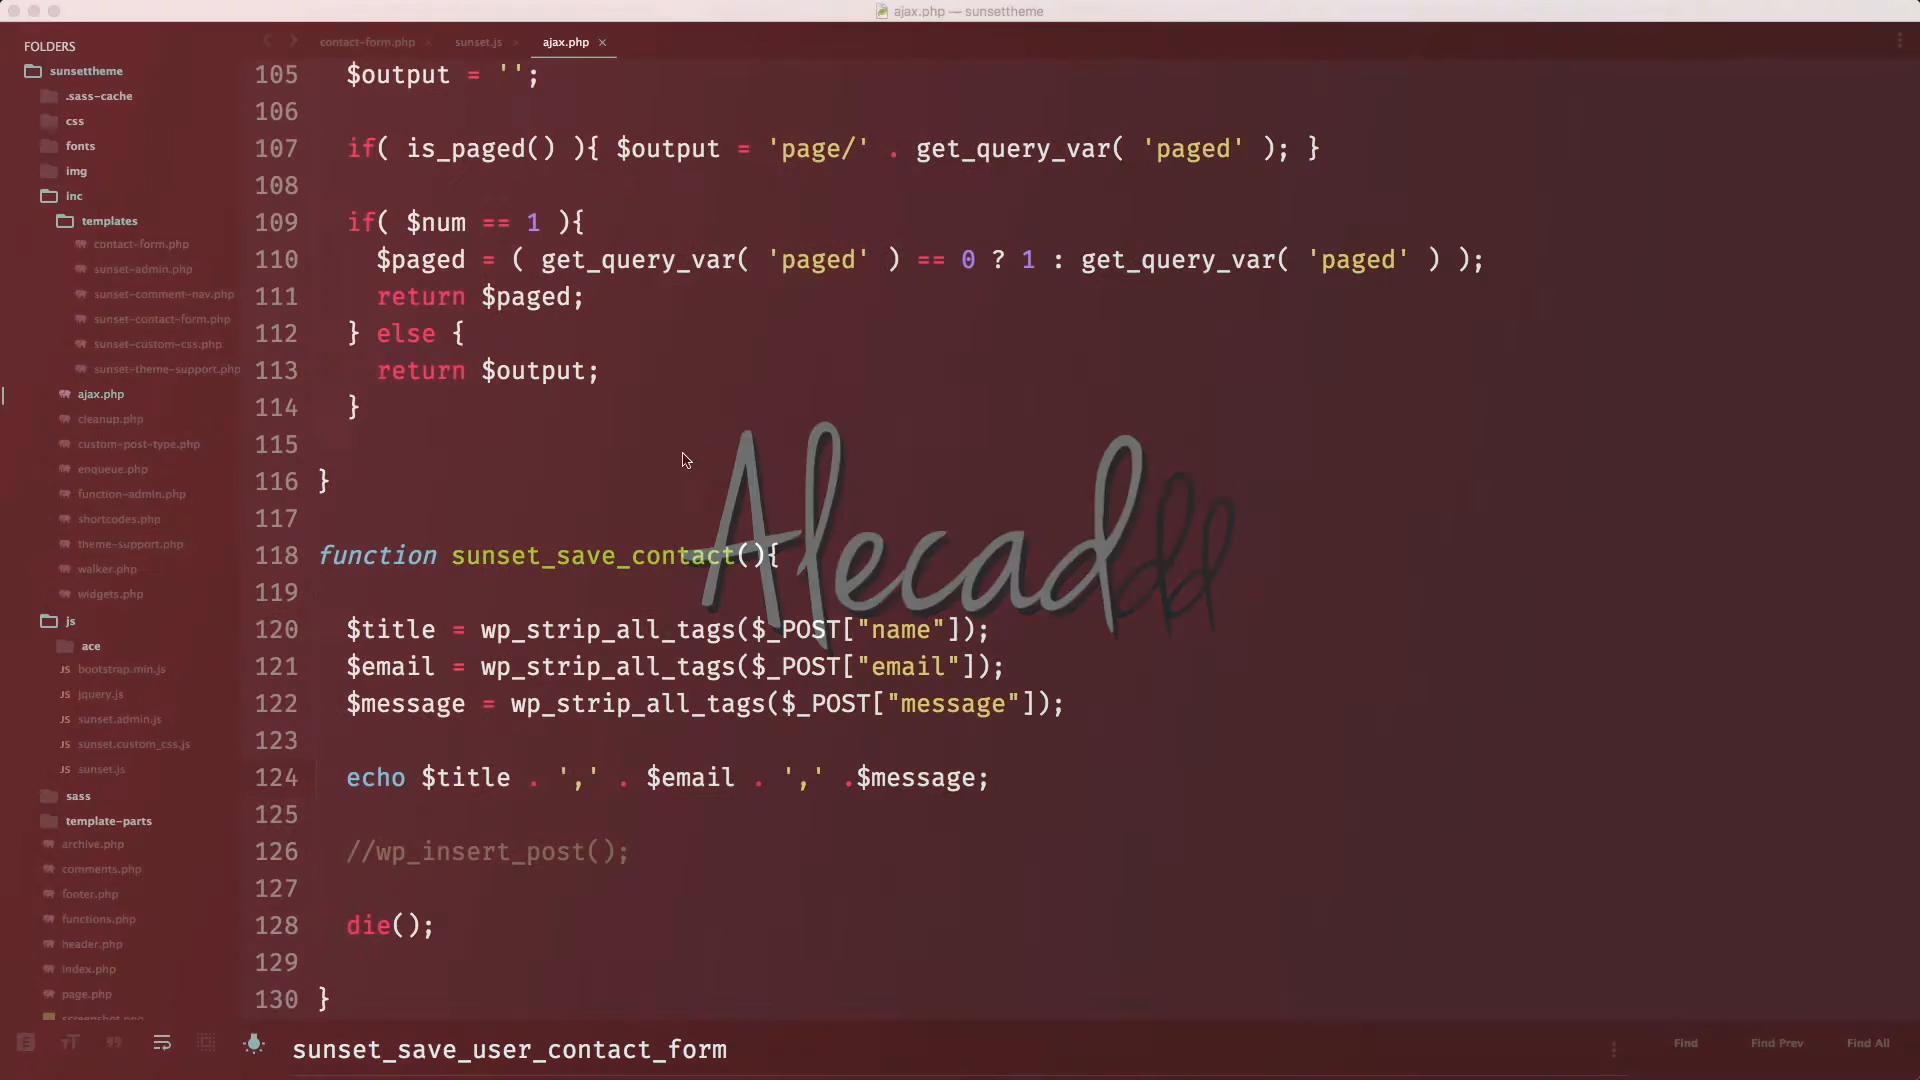 ajax.php — sunsettheme
FOLDERS
sunsettheme
.sass-cache
css
fonts
img
inc
templates
contact-form.php
sunset-admin.php
sunset-comment-nav.php
sunset-contact-form.php
sunset-custom-css.php
sunset-theme-support.php
ajax.php
cleanup.php
custom-post-type.php
enqueue.php
function-admin.php
shortcodes.php
theme-support.php
walker.php
widgets.php
js
ace
JS bootstrap.min.js
JS jquery.js
JS sunset.admin.js
JS sunset.custom_css.js
JS sunset.js
sass
template-parts
archive.php
comments.php
footer.php
functions.php
header.php
index.php
page.php
screenshot.png
contact-form.php × sunset.js × ajax.php ×
105 $output = '';
106
107 if( is_paged() ){ $output = 'page/' . get_query_var( 'paged' ); }
108
109 if( $num == 1 ){
110 $paged = ( get_query_var( 'paged' ) == 0 ? 1 : get_query_var( 'paged' ) );
111 return $paged;
112 } else {
113 return $output;
114 }
115
116 }
117
118 function sunset_save_contact(){
119
120 $title = wp_strip_all_tags($_POST["name"]);
121 $email = wp_strip_all_tags($_POST["email"]);
122 $message = wp_strip_all_tags($_POST["message"]);
123
124 echo $title . ',' . $email . ',' .$message;
125
126 //wp_insert_post();
127
128 die();
129
130 }
Alecaddd
sunset_save_user_contact_form
Find Find Prev Find All